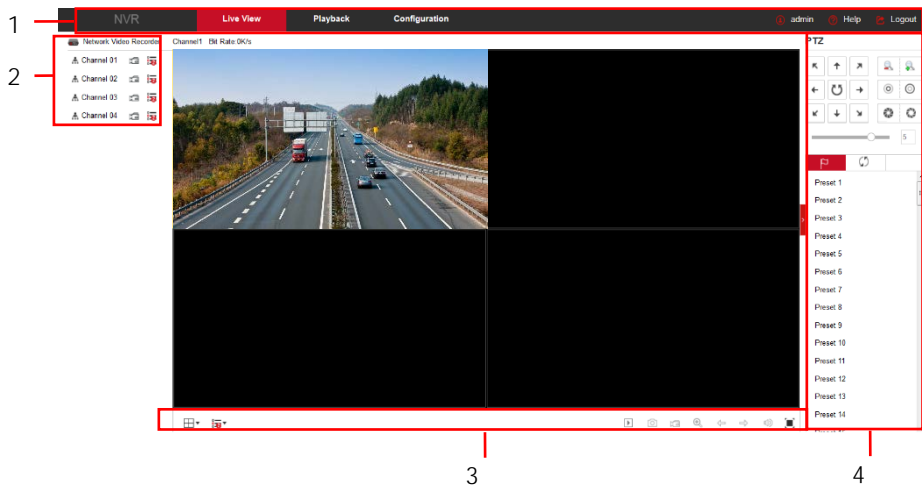 1
NVR Live View Playback Configuration admin Help Logout
2
Network Video Recorder
Channel 01
Channel 02
Channel 03
Channel 04
Channel1 Bit Rate:0K/s
PTZ
5
Preset 1
Preset 2
Preset 3
Preset 4
Preset 5
Preset 6
Preset 7
Preset 8
Preset 9
Preset 10
Preset 11
Preset 12
Preset 13
Preset 14
3
4